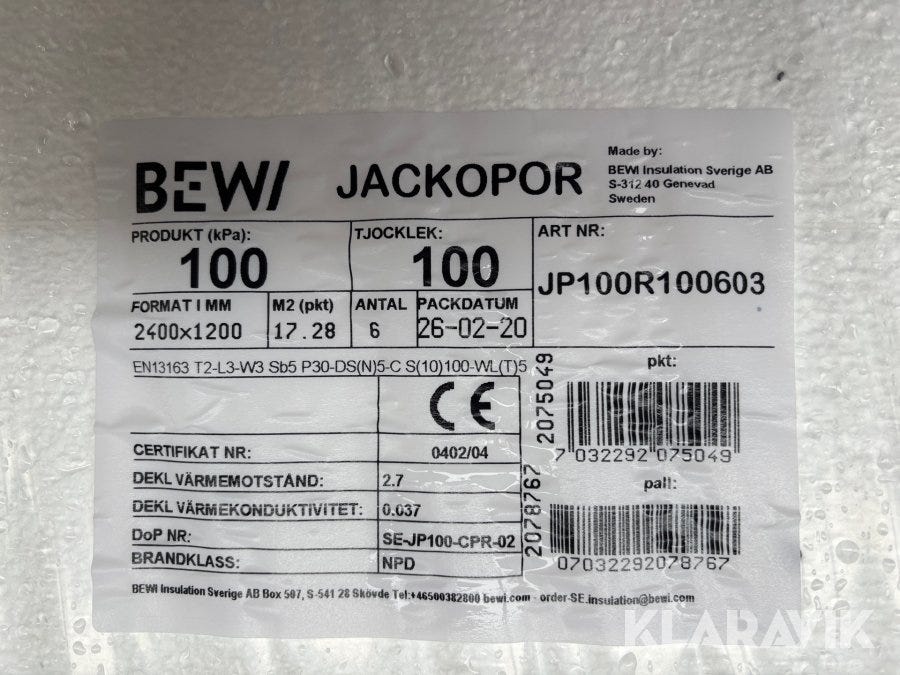 BEWI JACKOPOR
Made by:
BEWI Insulation Sverige AB
S-312 40 Genevad
Sweden
PRODUKT (kPa):
100
TJOCKLEK:
100
ART NR:
JP100R100603
FORMAT I MM
2400x1200
M2 (pkt)
17.28
ANTAL
6
PACKDATUM
26-02-20
EN13163 T2-L3-W3 Sb5 P30-DS(N)5-C S(10)100-WL(T)5
CE
CERTIFIKAT NR: 0402/04
DEKL VÄRMEMOTSTÅND: 2.7
DEKL VÄRMEKONDUKTIVITET: 0.037
DoP NR: SE-JP100-CPR-02
BRANDKLASS: NPD
pkt:
2075049
7 032292 075049
pall:
2078767
07032292078767
BEWI Insulation Sverige AB Box 507, S-541 28 Skövde Tel:+46500382800 bewi.com - order-SE.insulation@bewi.com
KLARAVIK